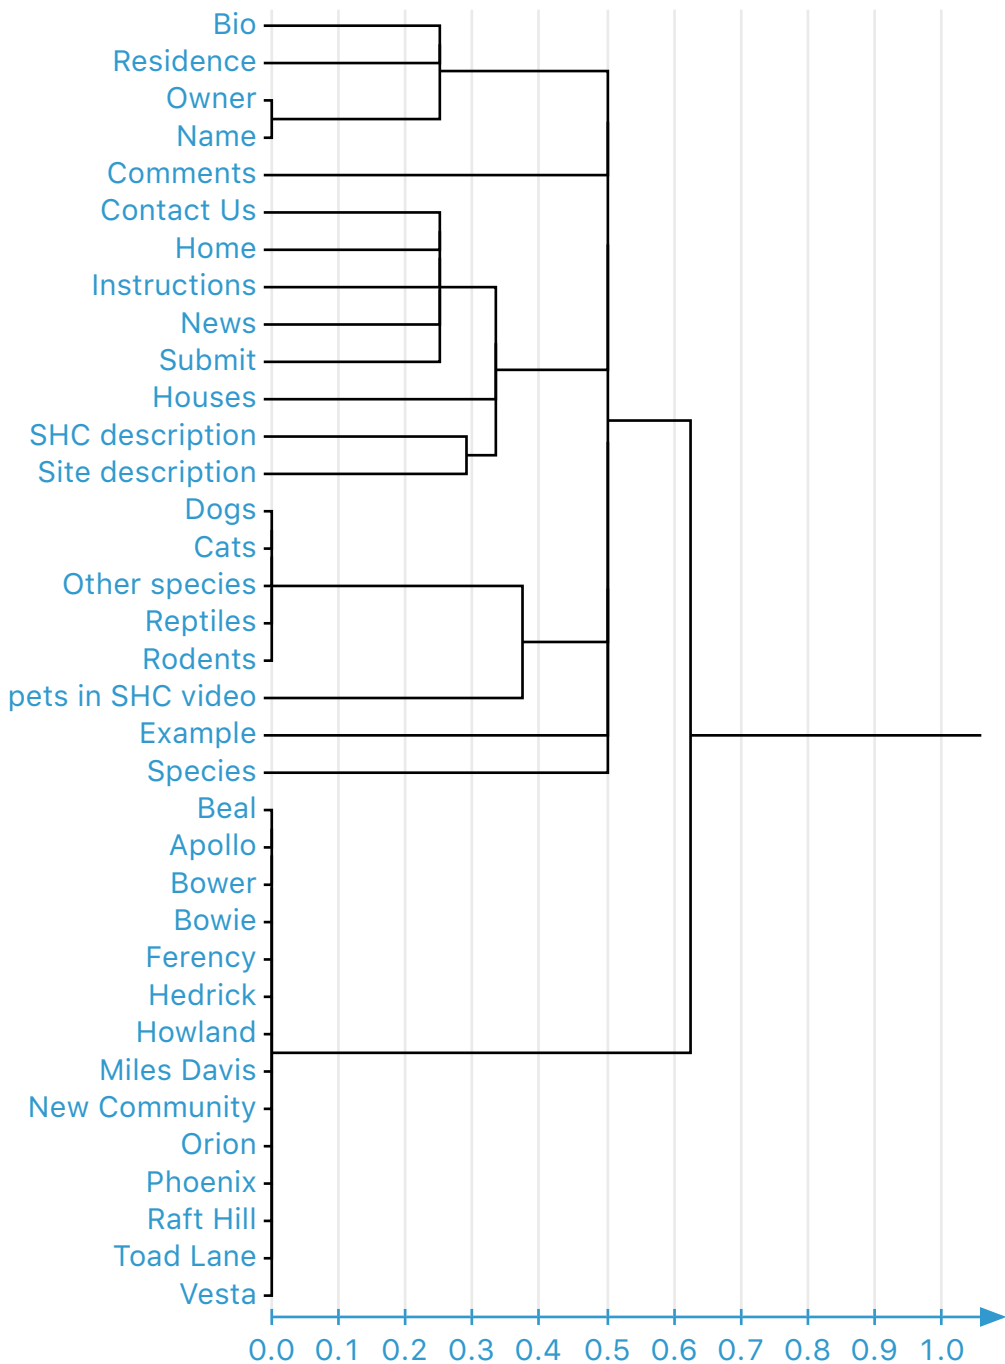 Bio
Residence
Owner
Name
Comments
Contact Us
Home
Instructions
News
Submit
Houses
SHC description
Site description
Dogs
Cats
Other species
Reptiles
Rodents
pets in SHC video
Example
Species
Beal
Apollo
Bower
Bowie
Ferency
Hedrick
Howland
Miles Davis
New Community
Orion
Phoenix
Raft Hill
Toad Lane
Vesta
0.0 0.1 0.2 0.3 0.4 0.5 0.6 0.7 0.8 0.9 1.0